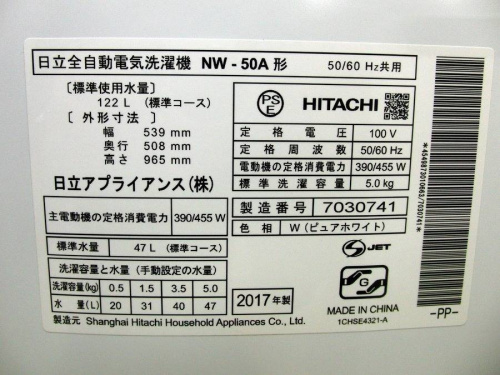 日立全自動電気洗濯機 NW-50A 形 50/60 Hz共用
[標準使用水量]
122 L (標準コース)
[外形寸法]
幅 539 mm
奥行 508 mm
高さ 965 mm
日立アプライアンス(株)
主電動機の定格消費電力 390/455 W
標準水量 47 L (標準コース)
洗濯容量と水量 (手動設定の水量)
洗濯容量(kg) 0.5 1.5 3.5 5.0
水量(L) 20 31 40 47
製造元 Shanghai Hitachi Household Appliances Co., Ltd.
2017年製
PS
E
HITACHI
定格電圧 100 V
定格周波数 50/60 Hz
電動機の定格消費電力 390/455 W
標準洗濯容量 5.0 kg
製造番号 7030741
色相 W (ピュアホワイト)
JET
G
MADE IN CHINA
1CHSE4321-A
-PP-